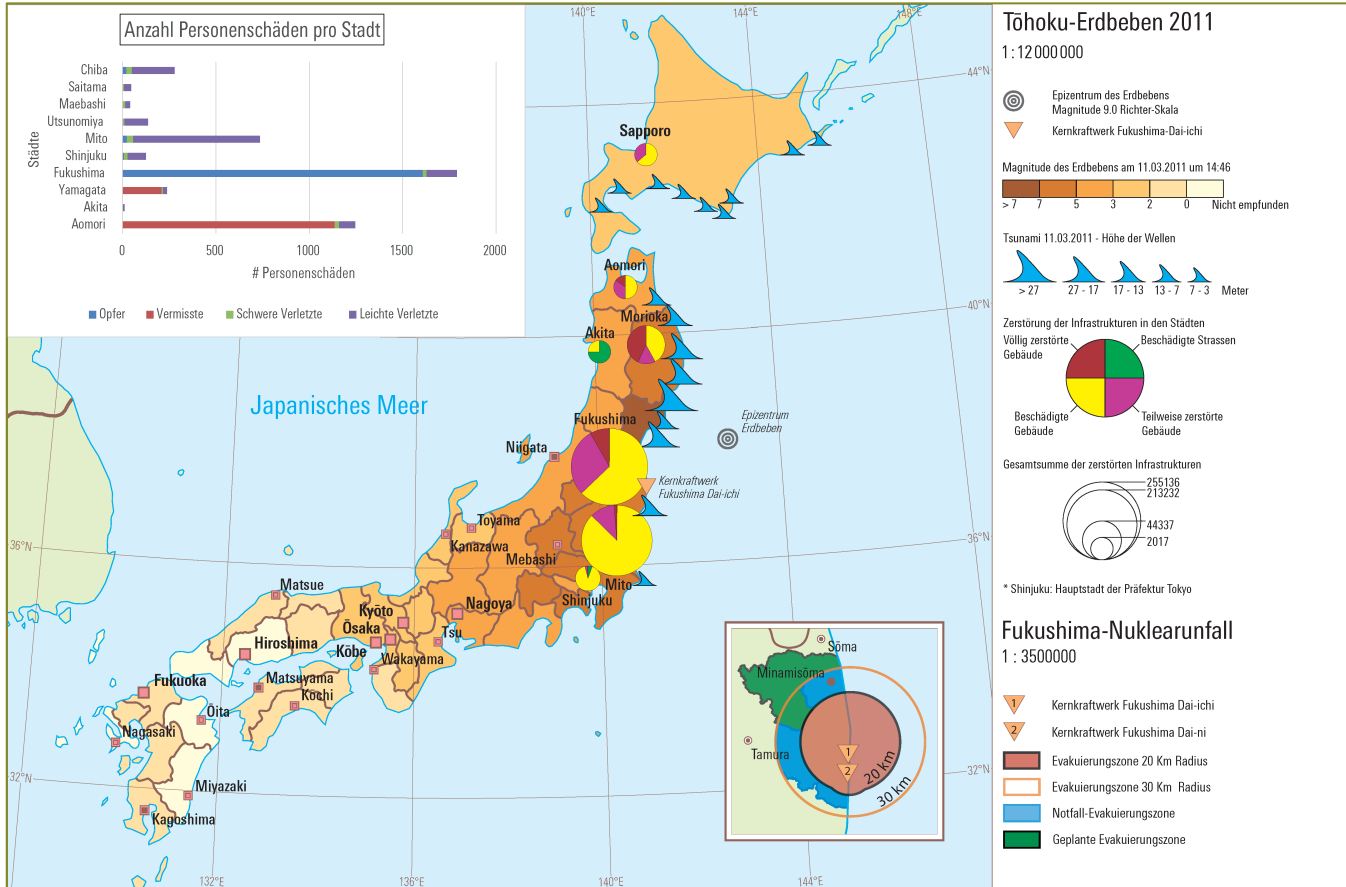 Anzahl Personenschäden pro Stadt
Städte
Chiba
Saitama
Maebashi
Utsunomiya
Mito
Shinjuku
Fukushima
Yamagata
Akita
Aomori
0 500 1000 1500 2000
# Personenschäden
Opfer Vermisste Schwere Verletzte Leichte Verletzte
140°E 144°E 148°E
44°N
Sapporo
Aomori
40°N
Morioka
Akita
Japanisches Meer
Fukushima
Epizentrum
Erdbeben
Niigata
Kernkraftwerk
Fukushima Dai-ichi
Toyama
Kanazawa
36°N
36°N
Mebashi
Mito
Shinjuku
Matsue
Kyōto
Nagoya
Ōsaka
Tsu
Hiroshima
Kōbe
Wakayama
Fukuoka
Matsuyama
Kōchi
Ōita
Nagasaki
32°N
32°N
Miyazaki
Kagoshima
132°E 136°E 140°E 144°E
Sōma
Minamisōma
Tamura
1
2
20 km
30 km
Tōhoku-Erdbeben 2011
1 : 12 000 000
Epizentrum des Erdbebens
Magnitude 9.0 Richter-Skala
Kernkraftwerk Fukushima-Dai-ichi
Magnitude des Erdbebens am 11.03.2011 um 14:46
> 7 7 5 3 2 0 Nicht empfunden
Tsunami 11.03.2011 - Höhe der Wellen
> 27 27 - 17 17 - 13 13 - 7 7 - 3 Meter
Zerstörung der Infrastrukturen in den Städten
Völlig zerstörte
Gebäude
Beschädigte Strassen
Beschädigte
Gebäude
Teilweise zerstörte
Gebäude
Gesamtsumme der zerstörten Infrastrukturen
255136
213232
44337
2017
* Shinjuku: Hauptstadt der Präfektur Tokyo
Fukushima-Nuklearunfall
1 : 3500000
1 Kernkraftwerk Fukushima Dai-ichi
2 Kernkraftwerk Fukushima Dai-ni
Evakuierungszone 20 Km Radius
Evakuierungszone 30 Km Radius
Notfall-Evakuierungszone
Geplante Evakuierungszone